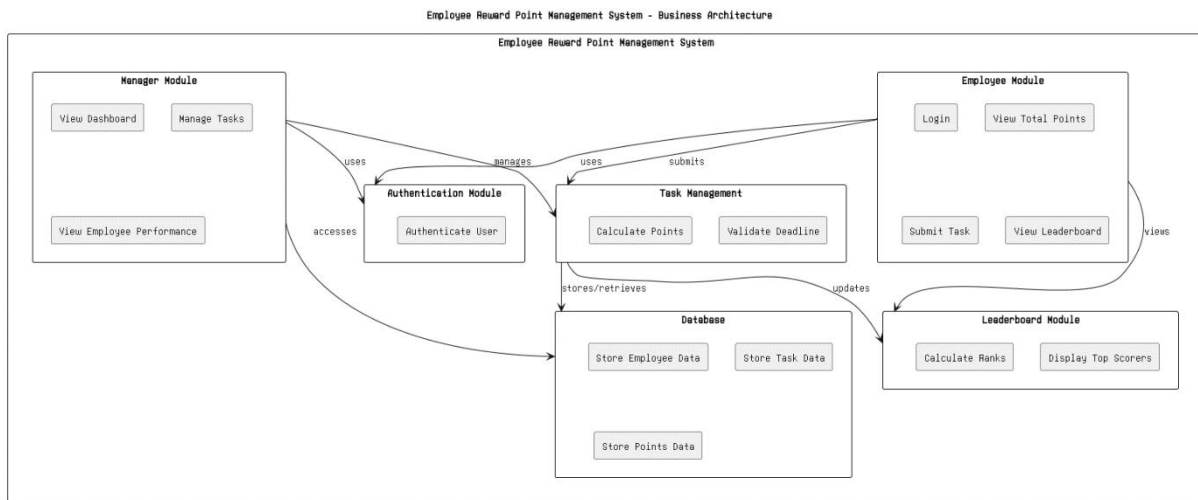 Employee Reward Point Management System - Business Architecture
Employee Reward Point Management System
Manager Module
View Dashboard
Manage Tasks
View Employee Performance
Employee Module
Login
View Total Points
Submit Task
View Leaderboard
uses
manages
uses
submits
accesses
views
Authentication Module
Authenticate User
Task Management
Calculate Points
Validate Deadline
stores/retrieves
updates
Database
Store Employee Data
Store Task Data
Store Points Data
Leaderboard Module
Calculate Ranks
Display Top Scorers